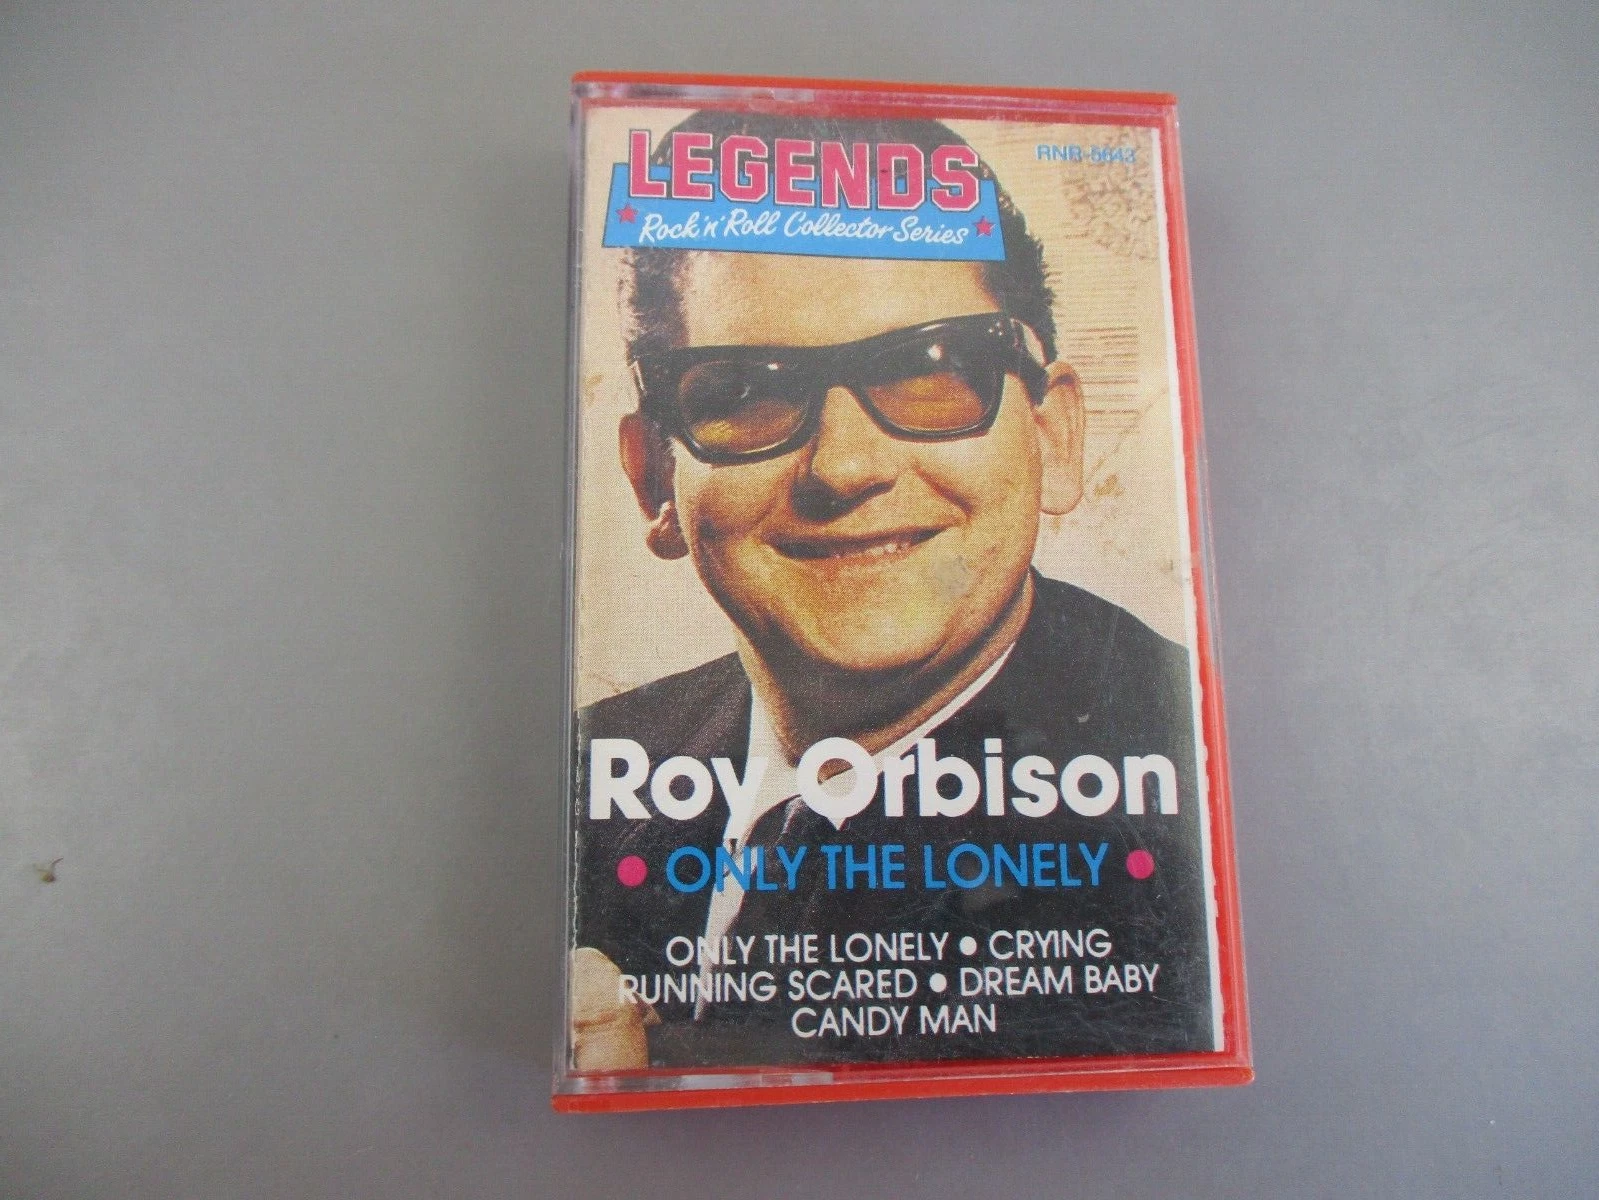 LEGENDS
RNR-5643
Rock 'n' Roll Collector Series
Roy Orbison
• ONLY THE LONELY •
ONLY THE LONELY • CRYING
RUNNING SCARED • DREAM BABY
CANDY MAN